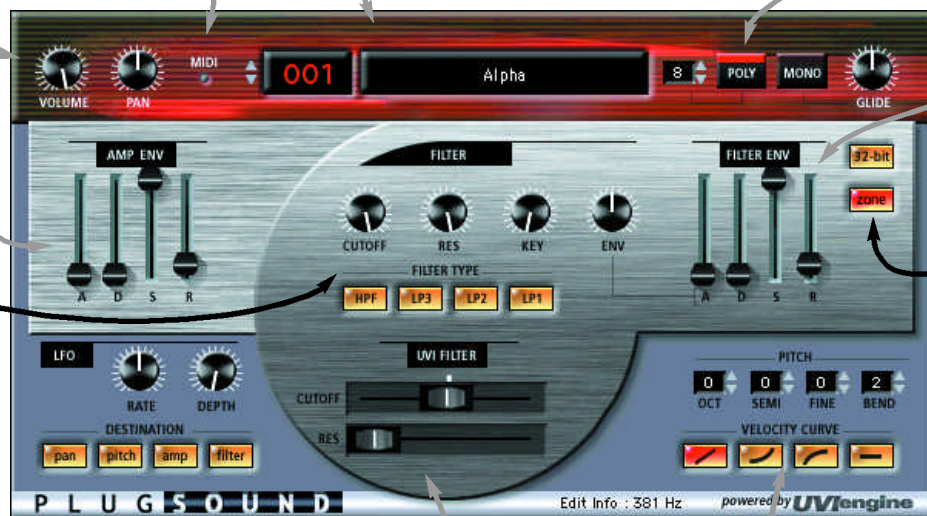 MIDI
001
Alpha
8
POLY
MONO
VOLUME
PAN
GLIDE
AMP ENV
FILTER
FILTER ENV
32-bit
zone
CUTOFF
RES
KEY
ENV
FILTER TYPE
HPF
LP3
LP2
LP1
A D S R
A D S R
LFO
RATE
DEPTH
DESTINATION
pan
pitch
amp
filter
UVI FILTER
CUTOFF
RES
PITCH
0 0 0 2
OCT SEMI FINE BEND
VELOCITY CURVE
PLUGSOUND
Edit Info : 381 Hz
powered by UVIengine